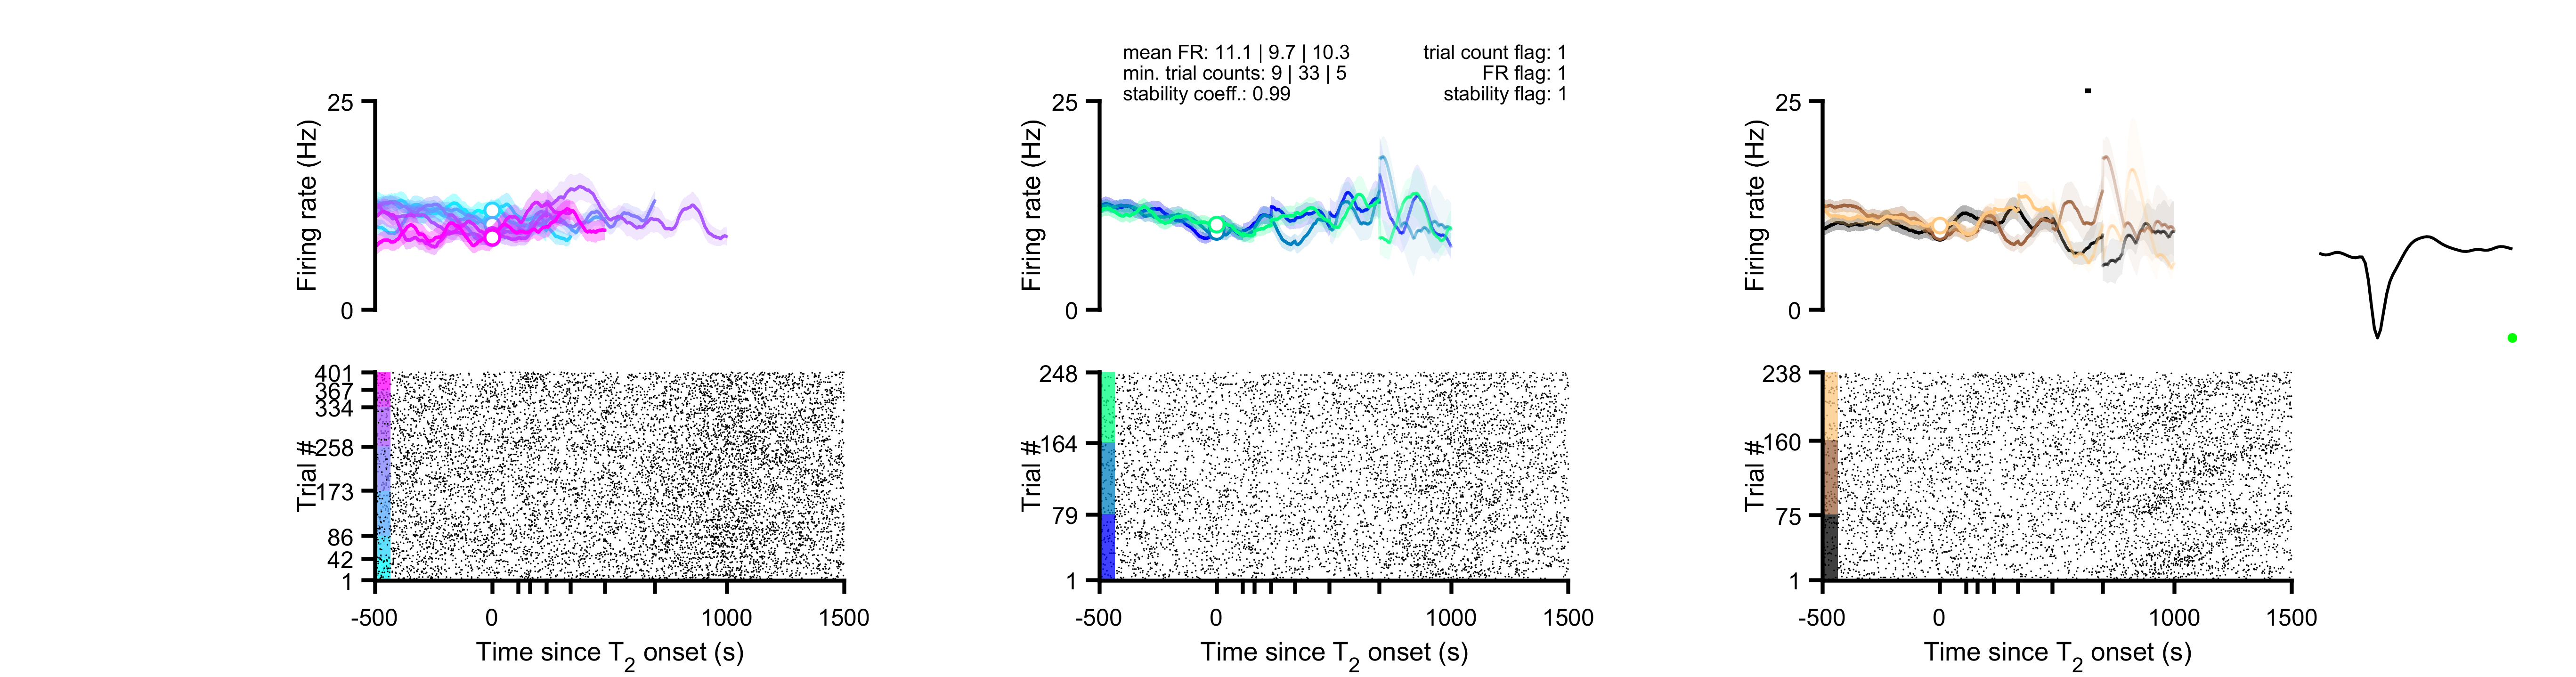 mean FR: 11.1 | 9.7 | 10.3
min. trial counts: 9 | 33 | 5
stability coeff.: 0.99
trial count flag: 1
FR flag: 1
stability flag: 1
Firing rate (Hz)
25
0
Firing rate (Hz)
25
0
Firing rate (Hz)
25
0
Trial #
401
367
334
258
173
86
42
1
-500
0
1000
1500
Time since T2 onset (s)
Trial #
248
164
79
1
-500
0
1000
1500
Time since T2 onset (s)
Trial #
238
160
75
1
-500
0
1000
1500
Time since T2 onset (s)